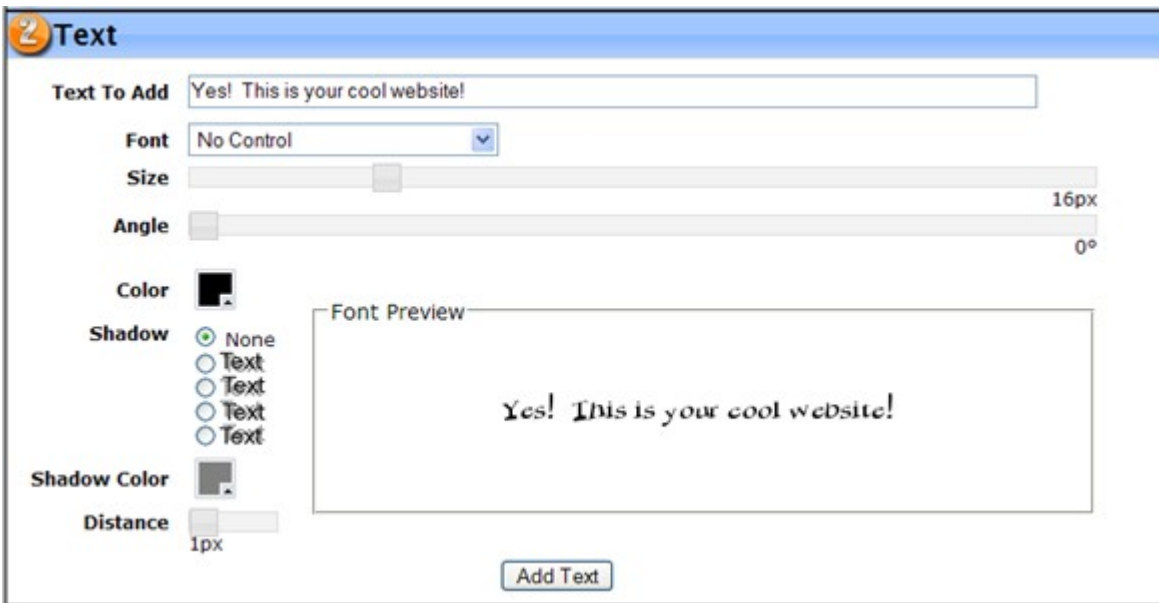 2 Text
Text To Add Yes!  This is your cool website!
Font No Control
Size
16px
Angle
0°
Color
Font Preview
Shadow None
Text
Text
Text
Text
Yes!  This is your cool website!
Shadow Color
Distance
1px
Add Text